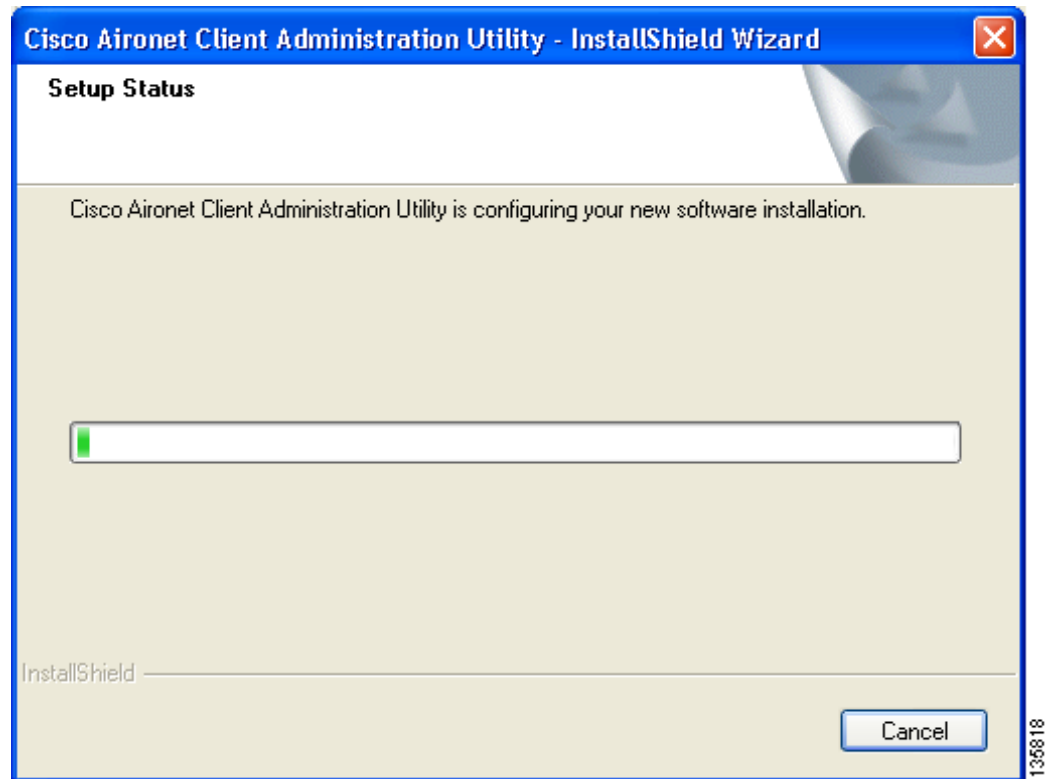 Cisco Aironet Client Administration Utility - InstallShield Wizard
Setup Status
Cisco Aironet Client Administration Utility is configuring your new software installation.
InstallShield
Cancel
135818